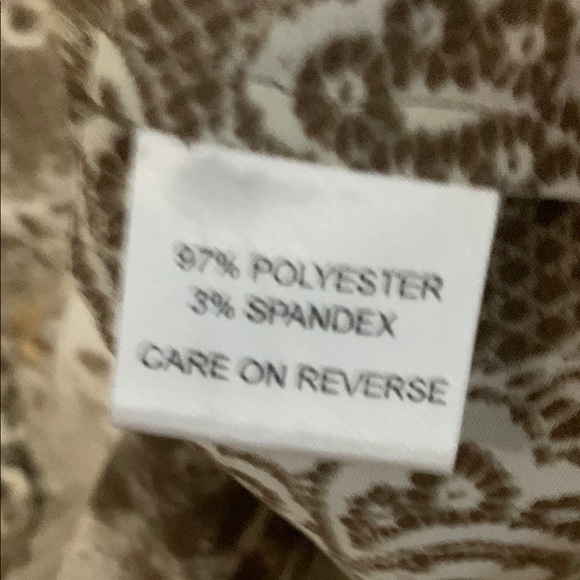 97% POLYESTER
3% SPANDEX
CARE ON REVERSE